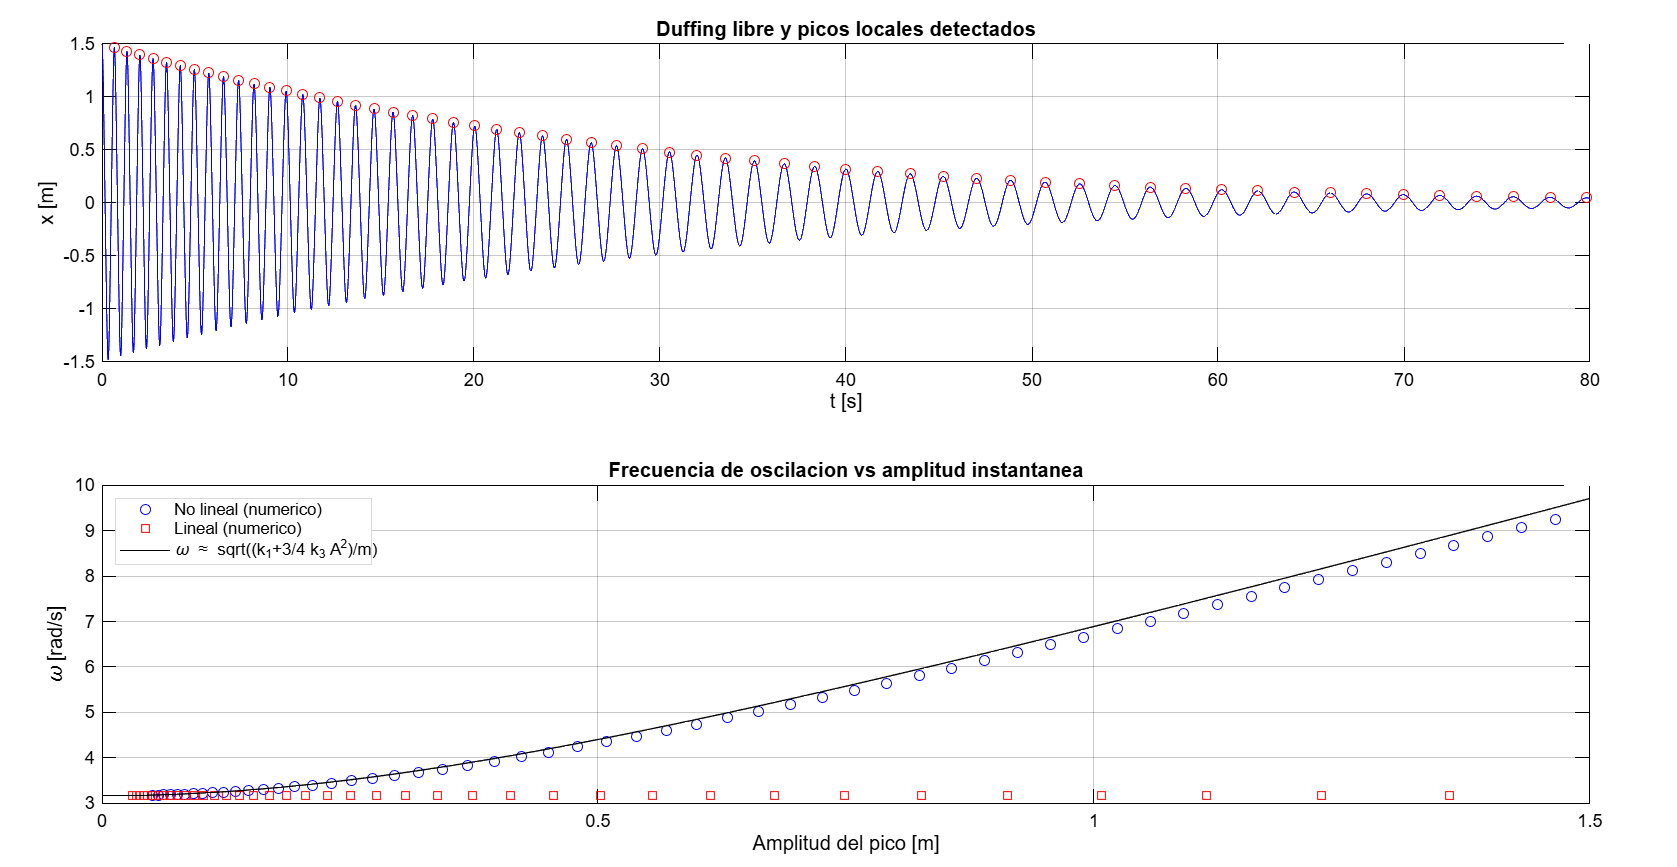 Duffing libre y picos locales detectados
1.5
1
0.5
0
-0.5
-1
-1.5
x [m]
0 10 20 30 40 50 60 70 80
t [s]
Frecuencia de oscilacion vs amplitud instantanea
10
9
8
7
6
5
4
3
ω [rad/s]
No lineal (numerico)
Lineal (numerico)
ω ≈ sqrt((k₁+3/4 k₃ A²)/m)
0 0.5 1 1.5
Amplitud del pico [m]